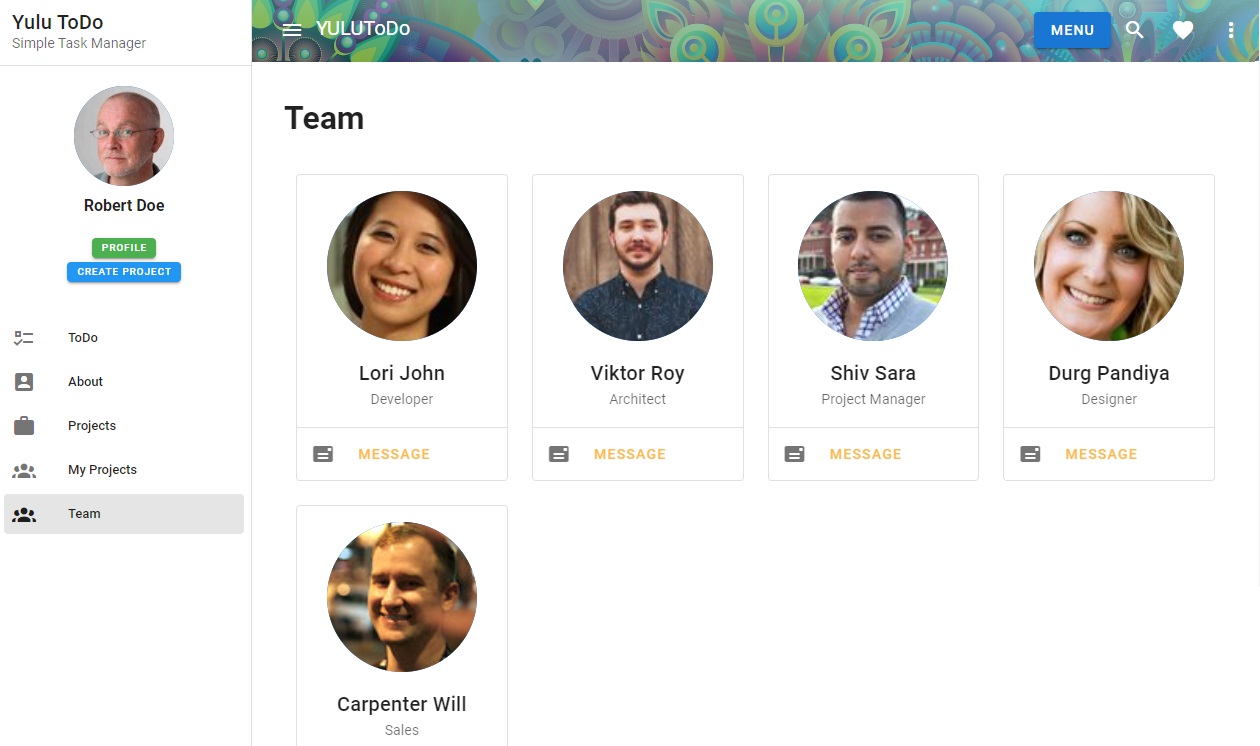 Yulu ToDo
Simple Task Manager
YULUToDo
MENU
Robert Doe
PROFILE
CREATE PROJECT
ToDo
About
Projects
My Projects
Team
Team
Lori John
Developer
MESSAGE
Viktor Roy
Architect
MESSAGE
Shiv Sara
Project Manager
MESSAGE
Durg Pandiya
Designer
MESSAGE
Carpenter Will
Sales